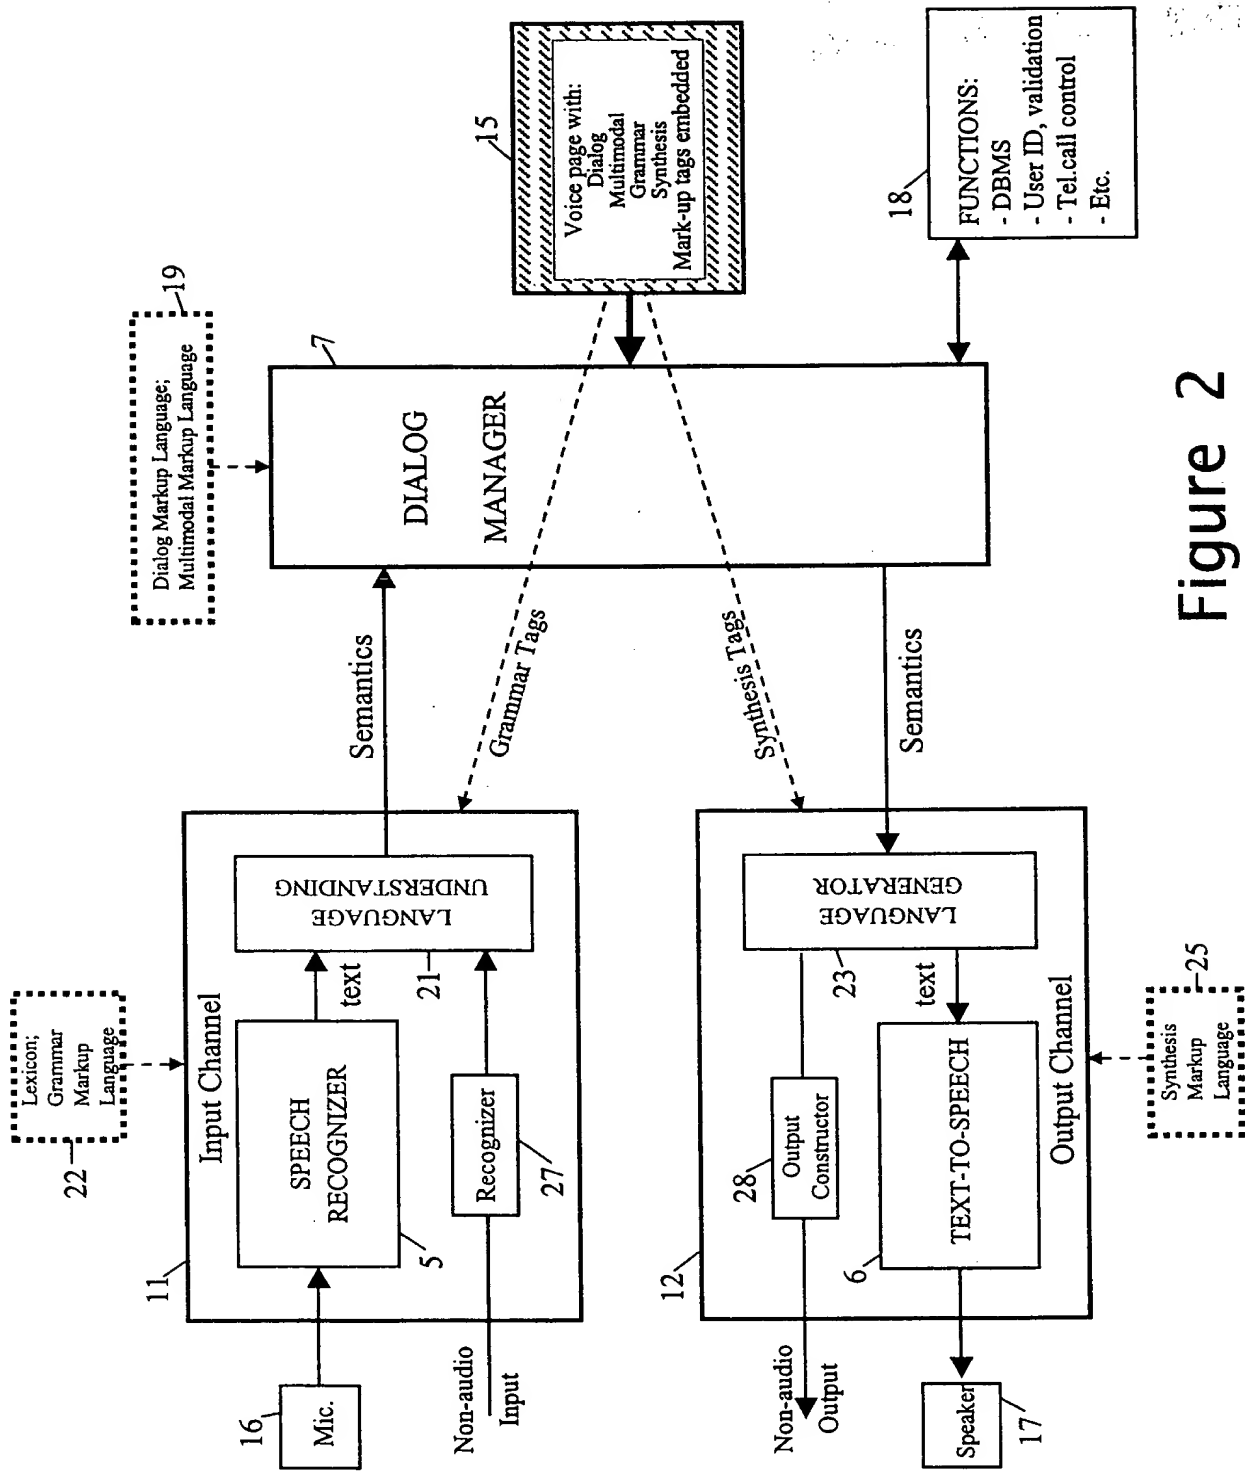 22
Lexicon;
Grammar
Markup
Language
19
Dialog Markup Language;
Multimodal Markup Language
11
Input Channel
16
Mic.
SPEECH
RECOGNIZER
5
text
LANGUAGE
UNDERSTANDING
21
Non-audio
Input
Recognizer
27
Semantics
Grammar Tags
7
DIALOG
MANAGER
15
Voice page with:
Dialog
Multimodal
Grammar
Synthesis
Mark-up tags embedded
12
Non-audio
Output
28
Output
Constructor
LANGUAGE
GENERATOR
23
text
Synthesis Tags
Semantics
6
TEXT-TO-SPEECH
Speaker
17
Output Channel
18
FUNCTIONS:
- DBMS
- User ID, validation
- Tel.call control
- Etc.
Synthesis
Markup
Language
25
Figure 2